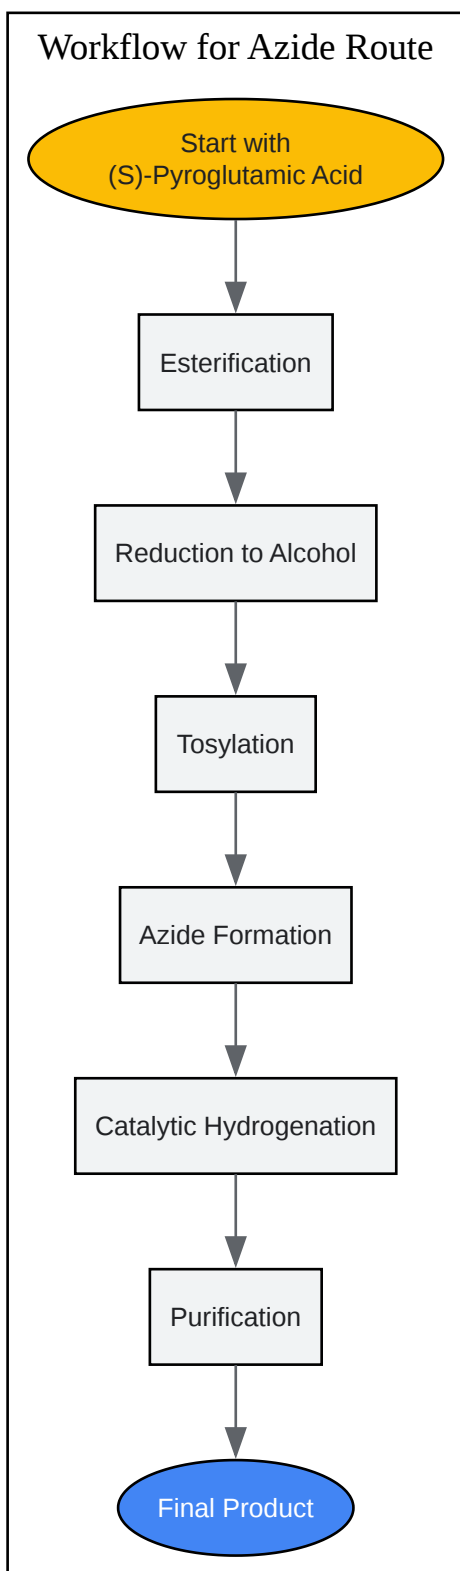 Workflow for Azide Route
Start with
(S)-Pyroglutamic Acid
Esterification
Reduction to Alcohol
Tosylation
Azide Formation
Catalytic Hydrogenation
Purification
Final Product